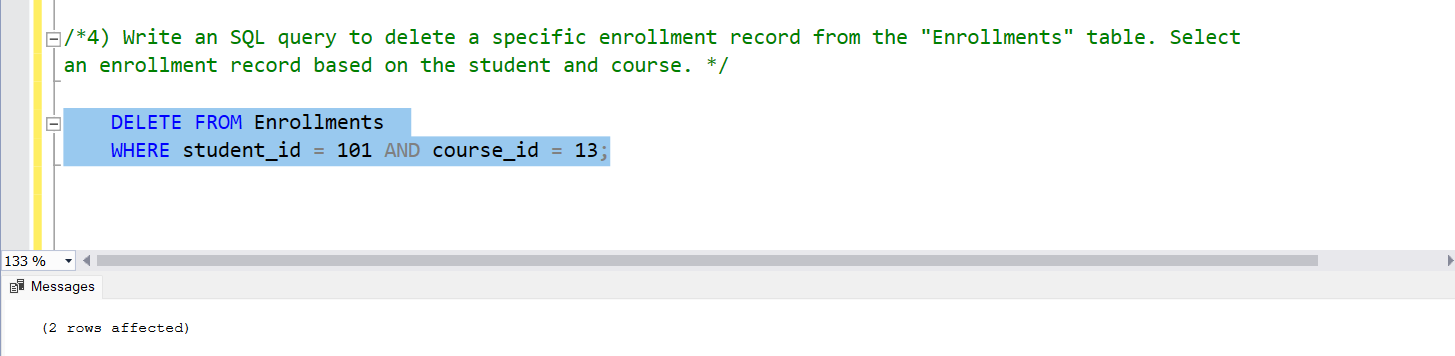 /*4) Write an SQL query to delete a specific enrollment record from the "Enrollments" table. Select
an enrollment record based on the student and course. */
DELETE FROM Enrollments
WHERE student_id = 101 AND course_id = 13;
133 %
Messages
(2 rows affected)